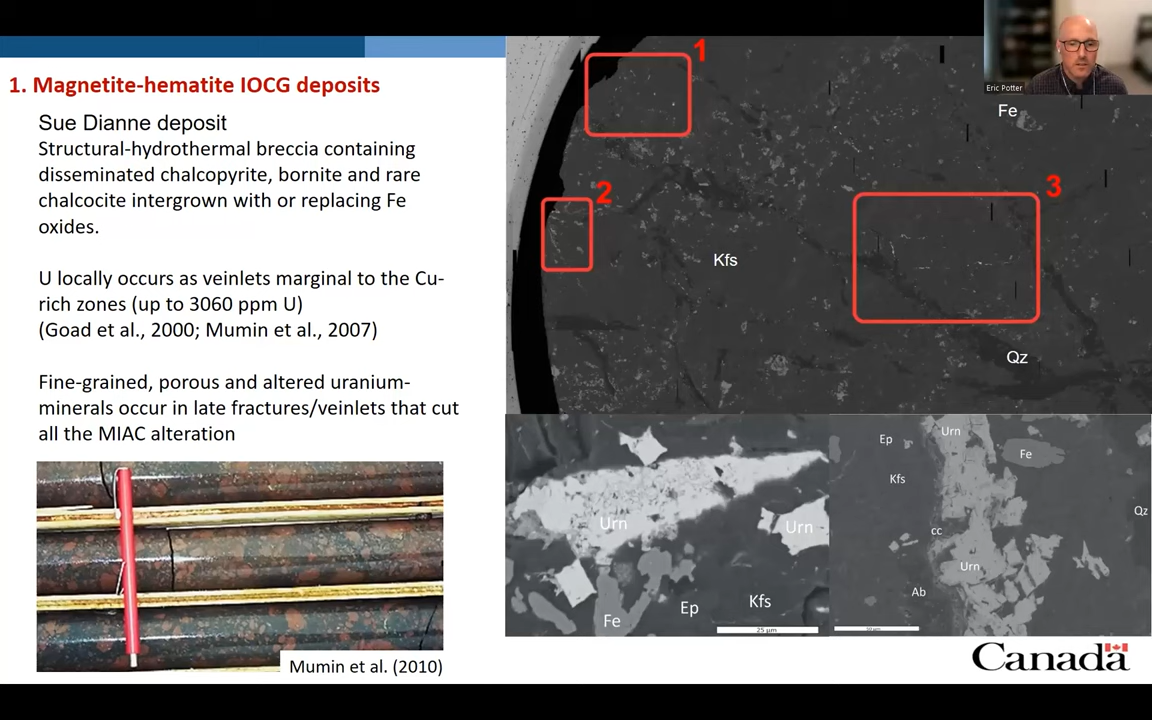 1. Magnetite-hematite IOCG deposits
Sue Dianne deposit
Structural-hydrothermal breccia containing
disseminated chalcopyrite, bornite and rare
chalcocite intergrown with or replacing Fe
oxides.
U locally occurs as veinlets marginal to the Cu-
rich zones (up to 3060 ppm U)
(Goad et al., 2000; Mumin et al., 2007)
Fine-grained, porous and altered uranium-
minerals occur in late fractures/veinlets that cut
all the MIAC alteration
Mumin et al. (2010)
1
Eric Potter
Fe
2
3
Kfs
Qz
Urn
Urn
Fe
Ep
Kfs
25 µm
Ep
Urn
Fe
Kfs
Qz
cc
Urn
Ab
Canada